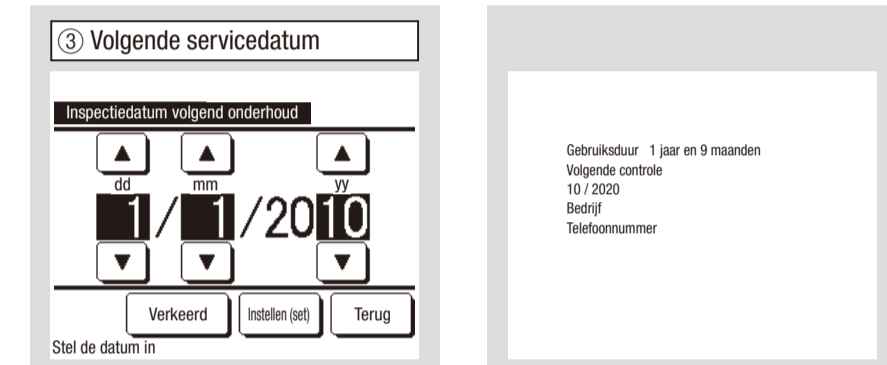 ③ Volgende servicedatum
Inspectiedatum volgend onderhoud
▲ ▲ ▲
dd mm yy
1 / 1 / 2010
▼ ▼ ▼
Verkeerd Instellen (set) Terug
Stel de datum in
Gebruiksduur 1 jaar en 9 maanden
Volgende controle
10 / 2020
Bedrijf
Telefoonnummer